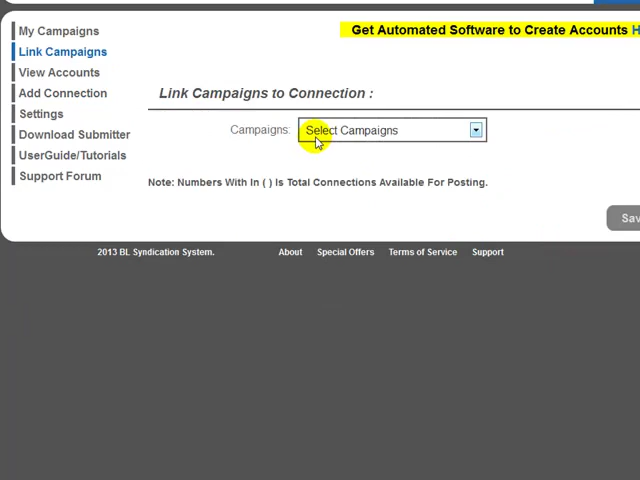 Get Automated Software to Create Accounts
My Campaigns
Link Campaigns
View Accounts
Add Connection
Settings
Download Submitter
UserGuide/Tutorials
Support Forum
Link Campaigns to Connection :
Campaigns: Select Campaigns
Note: Numbers With In ( ) Is Total Connections Available For Posting.
2013 BL Syndication System. About Special Offers Terms of Service Support